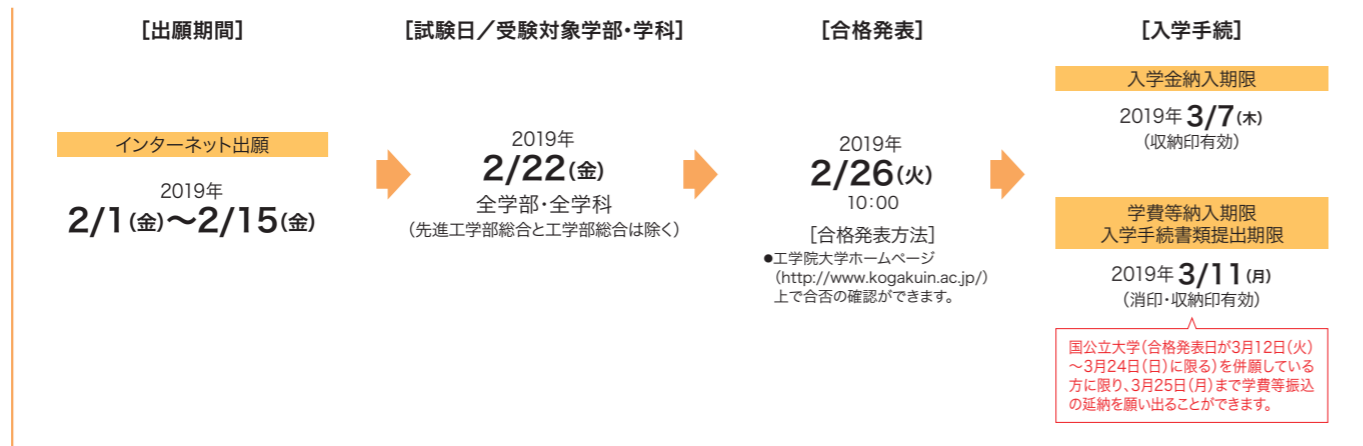 ［出願期間］
インターネット出願
2019年
2/1（金）〜2/15（金）
［試験日／受験対象学部・学科］
2019年
2/22（金）
全学部・全学科
（先進工学部総合と工学部総合は除く）
［合格発表］
2019年
2/26（火）
10：00
［合格発表方法］
●工学院大学ホームページ
（http://www.kogakuin.ac.jp/）
上で合否の確認ができます。
［入学手続］
入学金納入期限
2019年 3/7（木）
（収納印有効）
学費等納入期限
入学手続書類提出期限
2019年 3/11（月）
（消印・収納印有効）
国公立大学（合格発表日が3月12日（火）
〜3月24日（日）に限る）を併願している
方に限り、3月25日（月）まで学費等振込
の延納を願い出ることができます。